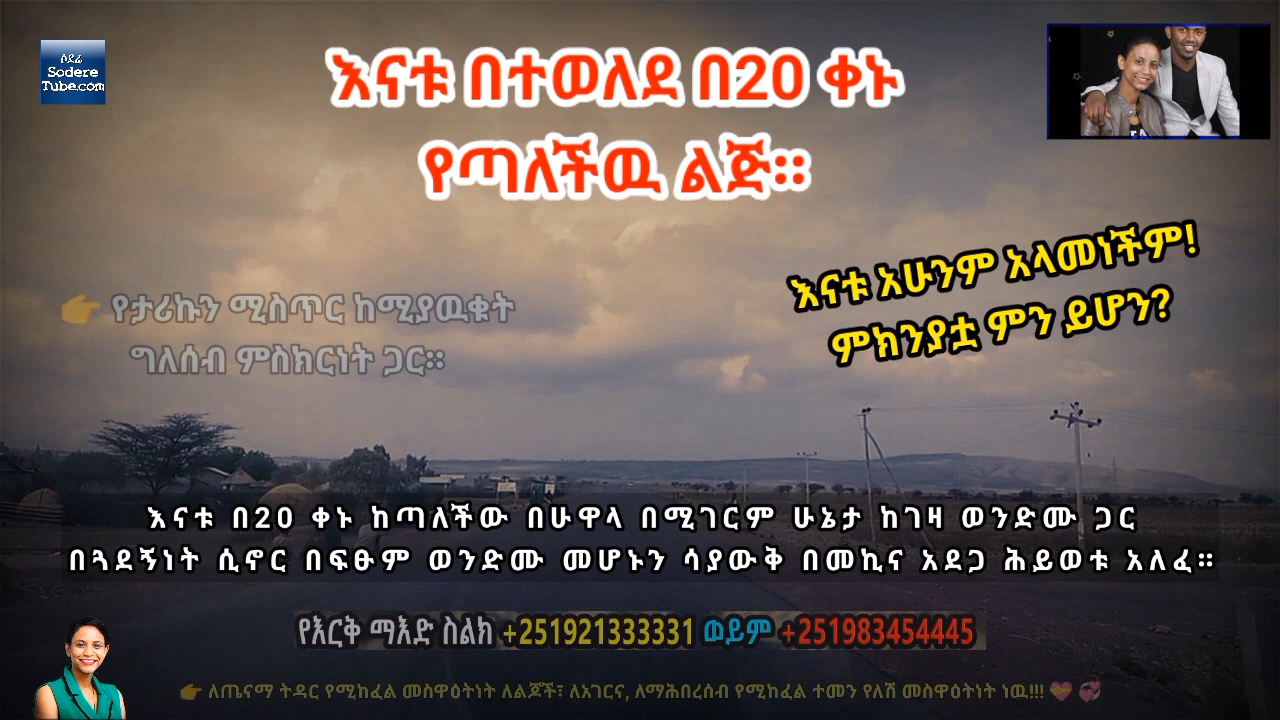 ሶደሬ
Sodere
Tube.com
እናቱ በተወለደ በ20 ቀኑ
የጣለችዉ ልጅ።
እናቱ አሁንም አላመነችም!
ምክንያቷ ምን ይሆን?
👉 የታሪኩን ሚስጥር ከሚያዉቁት
ግለሰብ ምስክርነት ጋር።
እናቱ በ20 ቀኑ ከጣለችው በሁዋላ በሚገርም ሁኔታ ከገዛ ወንድሙ ጋር
በጓደኝነት ሲኖር በፍፁም ወንድሙ መሆኑን ሳያውቅ በመኪና አደጋ ሕይወቱ አለፈ።
የእርቅ ማእድ ስልክ +251921333331 ወይም +251983454445
👉 ለጤናማ ትዳር የሚከፈል መስዋዕትነት ለልጆች፣ ለአገርና, ለማሕበረሰብ የሚከፈል ተመን የለሽ መስዋዕትነት ነዉ!!! 💝 💞